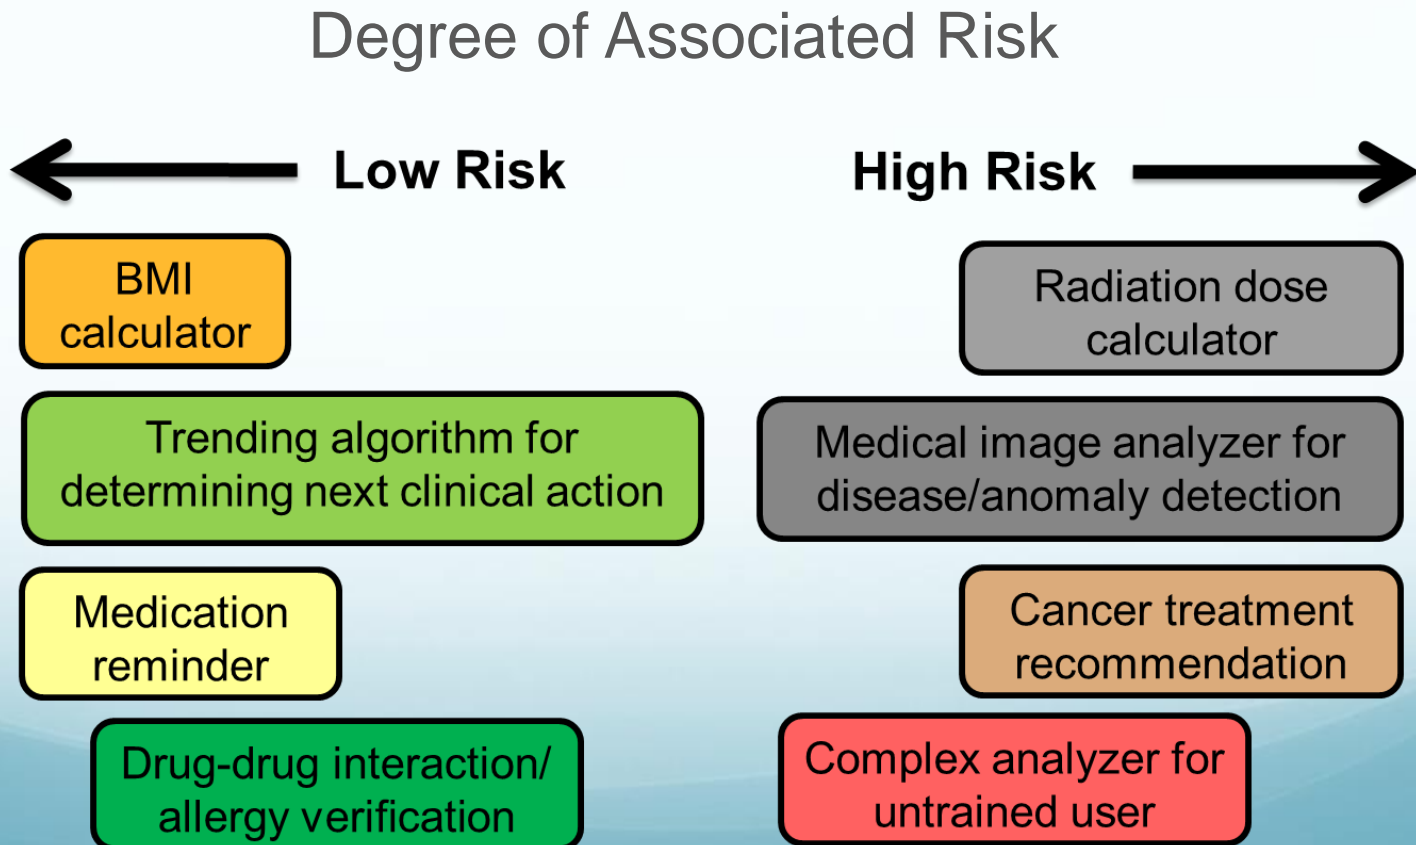 Degree of Associated Risk
Low Risk
High Risk
BMI
calculator
Radiation dose
calculator
Trending algorithm for
determining next clinical action
Medical image analyzer for
disease/anomaly detection
Medication
reminder
Cancer treatment
recommendation
Drug-drug interaction/
allergy verification
Complex analyzer for
untrained user